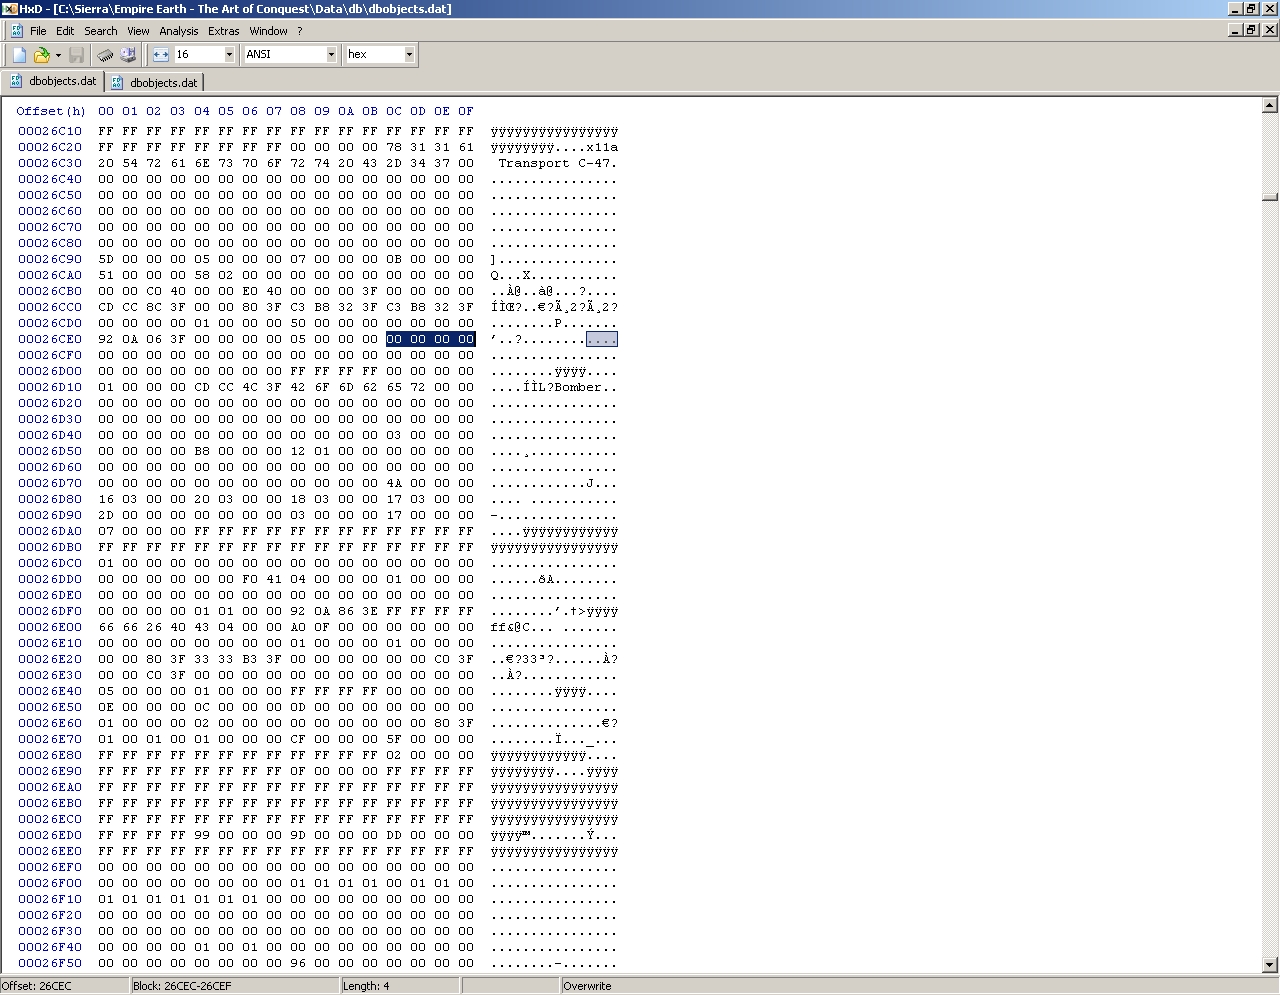 HxD - [C:\Sierra\Empire Earth - The Art of Conquest\Data\db\dbobjects.dat]
File Edit Search View Analysis Extras Window ?
16 ANSI hex
dbobjects.dat dbobjects.dat
Offset(h) 00 01 02 03 04 05 06 07 08 09 0A 0B 0C 0D 0E 0F
00026C10 FF FF FF FF FF FF FF FF FF FF FF FF FF FF FF FF ÿÿÿÿÿÿÿÿÿÿÿÿÿÿÿÿ
00026C20 FF FF FF FF FF FF FF FF 00 00 00 00 78 31 31 61 ÿÿÿÿÿÿÿÿ....x11a
00026C30 20 54 72 61 6E 73 70 6F 72 74 20 43 2D 34 37 00  Transport C-47.
00026C40 00 00 00 00 00 00 00 00 00 00 00 00 00 00 00 00 ................
00026C50 00 00 00 00 00 00 00 00 00 00 00 00 00 00 00 00 ................
00026C60 00 00 00 00 00 00 00 00 00 00 00 00 00 00 00 00 ................
00026C70 00 00 00 00 00 00 00 00 00 00 00 00 00 00 00 00 ................
00026C80 00 00 00 00 00 00 00 00 00 00 00 00 00 00 00 00 ................
00026C90 5D 00 00 00 05 00 00 00 07 00 00 00 0B 00 00 00 ]...............
00026CA0 51 00 00 00 58 02 00 00 00 00 00 00 00 00 00 00 Q...X...........
00026CB0 00 00 C0 40 00 00 E0 40 00 00 00 3F 00 00 00 00 ..À@..à@...?....
00026CC0 CD CC 8C 3F 00 00 80 3F C3 B8 32 3F C3 B8 32 3F ÍÌŒ?..€?Ã¸2?Ã¸2?
00026CD0 00 00 00 00 01 00 00 00 50 00 00 00 00 00 00 00 ........P.......
00026CE0 92 0A 06 3F 00 00 00 00 05 00 00 00 00 00 00 00 ’..?............
00026CF0 00 00 00 00 00 00 00 00 00 00 00 00 00 00 00 00 ................
00026D00 00 00 00 00 00 00 00 00 FF FF FF FF 00 00 00 00 ........ÿÿÿÿ....
00026D10 01 00 00 00 CD CC 4C 3F 42 6F 6D 62 65 72 00 00 ....ÍÌL?Bomber..
00026D20 00 00 00 00 00 00 00 00 00 00 00 00 00 00 00 00 ................
00026D30 00 00 00 00 00 00 00 00 00 00 00 00 00 00 00 00 ................
00026D40 00 00 00 00 00 00 00 00 00 00 00 00 03 00 00 00 ................
00026D50 00 00 00 00 B8 00 00 00 12 01 00 00 00 00 00 00 ....¸...........
00026D60 00 00 00 00 00 00 00 00 00 00 00 00 00 00 00 00 ................
00026D70 00 00 00 00 00 00 00 00 00 00 00 00 4A 00 00 00 ............J...
00026D80 16 03 00 00 20 03 00 00 18 03 00 00 17 03 00 00 .... ...........
00026D90 2D 00 00 00 00 00 00 00 03 00 00 00 17 00 00 00 -...............
00026DA0 07 00 00 00 FF FF FF FF FF FF FF FF FF FF FF FF ....ÿÿÿÿÿÿÿÿÿÿÿÿ
00026DB0 FF FF FF FF FF FF FF FF FF FF FF FF FF FF FF FF ÿÿÿÿÿÿÿÿÿÿÿÿÿÿÿÿ
00026DC0 01 00 00 00 00 00 00 00 00 00 00 00 00 00 00 00 ................
00026DD0 00 00 00 00 00 00 F0 41 04 00 00 00 01 00 00 00 ......ðA........
00026DE0 00 00 00 00 00 00 00 00 00 00 00 00 00 00 00 00 ................
00026DF0 00 00 00 00 01 01 00 00 92 0A 86 3E FF FF FF FF ........’.†>ÿÿÿÿ
00026E00 66 66 26 40 43 04 00 00 A0 0F 00 00 00 00 00 00 ff&@C... .......
00026E10 00 00 00 00 00 00 00 00 01 00 00 00 01 00 00 00 ................
00026E20 00 00 80 3F 33 33 B3 3F 00 00 00 00 00 00 C0 3F ..€?33³?......À?
00026E30 00 00 C0 3F 00 00 00 00 00 00 00 00 00 00 00 00 ..À?............
00026E40 05 00 00 00 01 00 00 00 FF FF FF FF 00 00 00 00 ........ÿÿÿÿ....
00026E50 0E 00 00 00 0C 00 00 00 0D 00 00 00 00 00 00 00 ................
00026E60 01 00 00 00 02 00 00 00 00 00 00 00 00 00 80 3F ..............€?
00026E70 01 00 01 00 01 00 00 00 CF 00 00 00 5F 00 00 00 ........Ï..._...
00026E80 FF FF FF FF FF FF FF FF FF FF FF FF 02 00 00 00 ÿÿÿÿÿÿÿÿÿÿÿÿ....
00026E90 FF FF FF FF FF FF FF FF 0F 00 00 00 FF FF FF FF ÿÿÿÿÿÿÿÿ....ÿÿÿÿ
00026EA0 FF FF FF FF FF FF FF FF FF FF FF FF FF FF FF FF ÿÿÿÿÿÿÿÿÿÿÿÿÿÿÿÿ
00026EB0 FF FF FF FF FF FF FF FF FF FF FF FF FF FF FF FF ÿÿÿÿÿÿÿÿÿÿÿÿÿÿÿÿ
00026EC0 FF FF FF FF FF FF FF FF FF FF FF FF FF FF FF FF ÿÿÿÿÿÿÿÿÿÿÿÿÿÿÿÿ
00026ED0 FF FF FF FF 99 00 00 00 9D 00 00 00 DD 00 00 00 ÿÿÿÿ™.......Ý...
00026EE0 FF FF FF FF FF FF FF FF FF FF FF FF FF FF FF FF ÿÿÿÿÿÿÿÿÿÿÿÿÿÿÿÿ
00026EF0 00 00 00 00 00 00 00 00 00 00 00 00 00 00 00 00 ................
00026F00 00 00 00 00 00 00 00 00 01 01 01 01 00 01 01 00 ................
00026F10 01 01 01 01 01 01 01 00 00 00 00 00 00 00 00 00 ................
00026F20 00 00 00 00 00 00 00 00 00 00 00 00 00 00 00 00 ................
00026F30 00 00 00 00 00 00 00 00 00 00 00 00 00 00 00 00 ................
00026F40 00 00 00 00 01 00 01 00 00 00 00 00 00 00 00 00 ................
00026F50 00 00 00 00 00 00 00 00 96 00 00 00 00 00 00 00 ........–.......
Offset: 26CEC Block: 26CEC-26CEF Length: 4 Overwrite